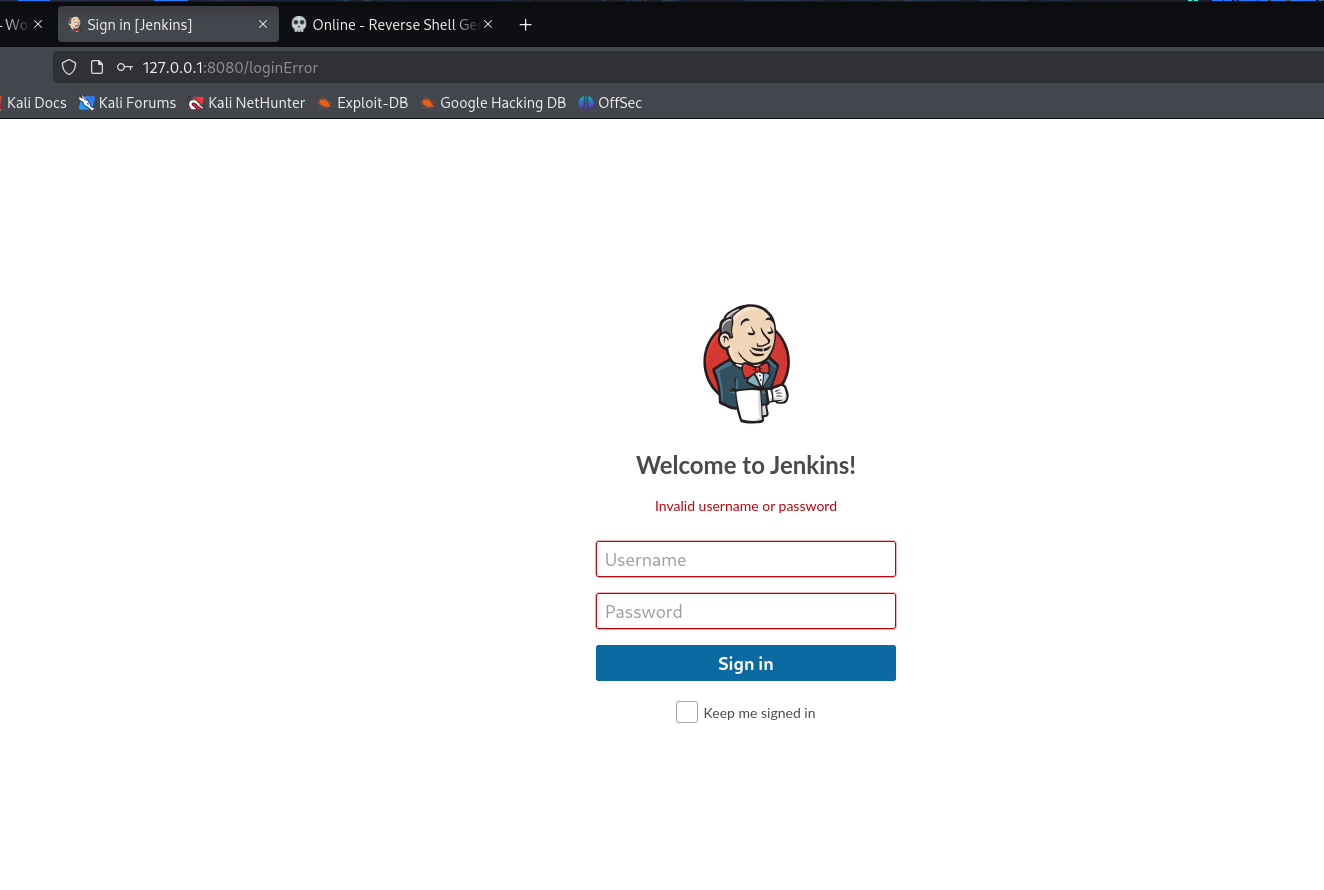 - Wo
Sign in [Jenkins]
Online - Reverse Shell Ge
127.0.0.1:8080/loginError
Kali Docs
Kali Forums
Kali NetHunter
Exploit-DB
Google Hacking DB
OffSec
Welcome to Jenkins!
Invalid username or password
Username
Password
Sign in
Keep me signed in